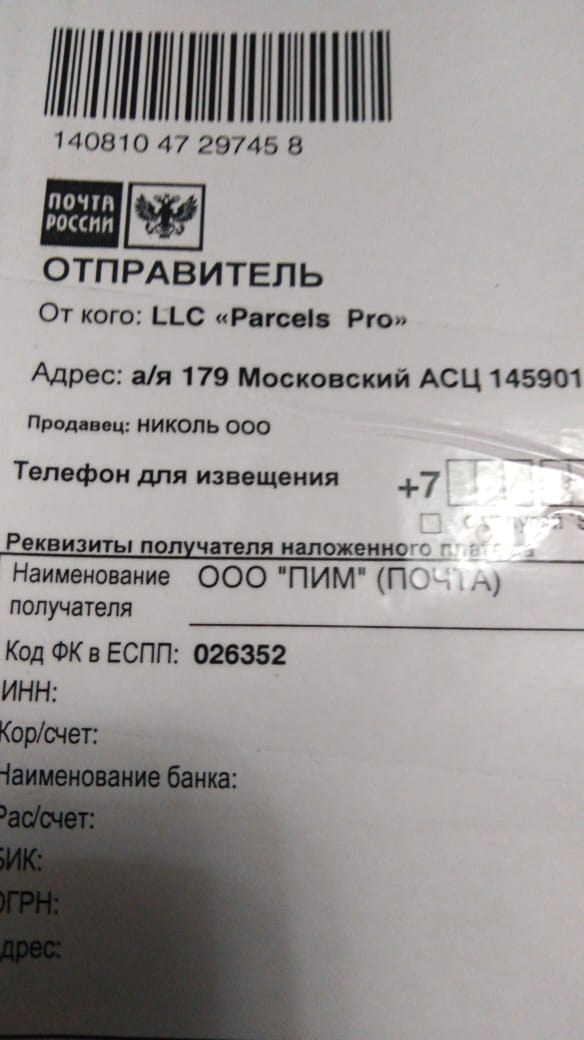 140810 47 29745 8
ПОЧТА
РОССИИ
ОТПРАВИТЕЛЬ
От кого: LLC «Parcels Pro»
Адрес: а/я 179 Московский АСЦ 145901
Продавец: НИКОЛЬ ООО
Телефон для извещения +7
Реквизиты получателя наложенного платежа
Наименование ООО "ПИМ" (ПОЧТА)
получателя
Код ФК в ЕСПП: 026352
ИНН:
Кор/счет:
Наименование банка:
Рас/счет:
БИК:
ОГРН:
дрес: